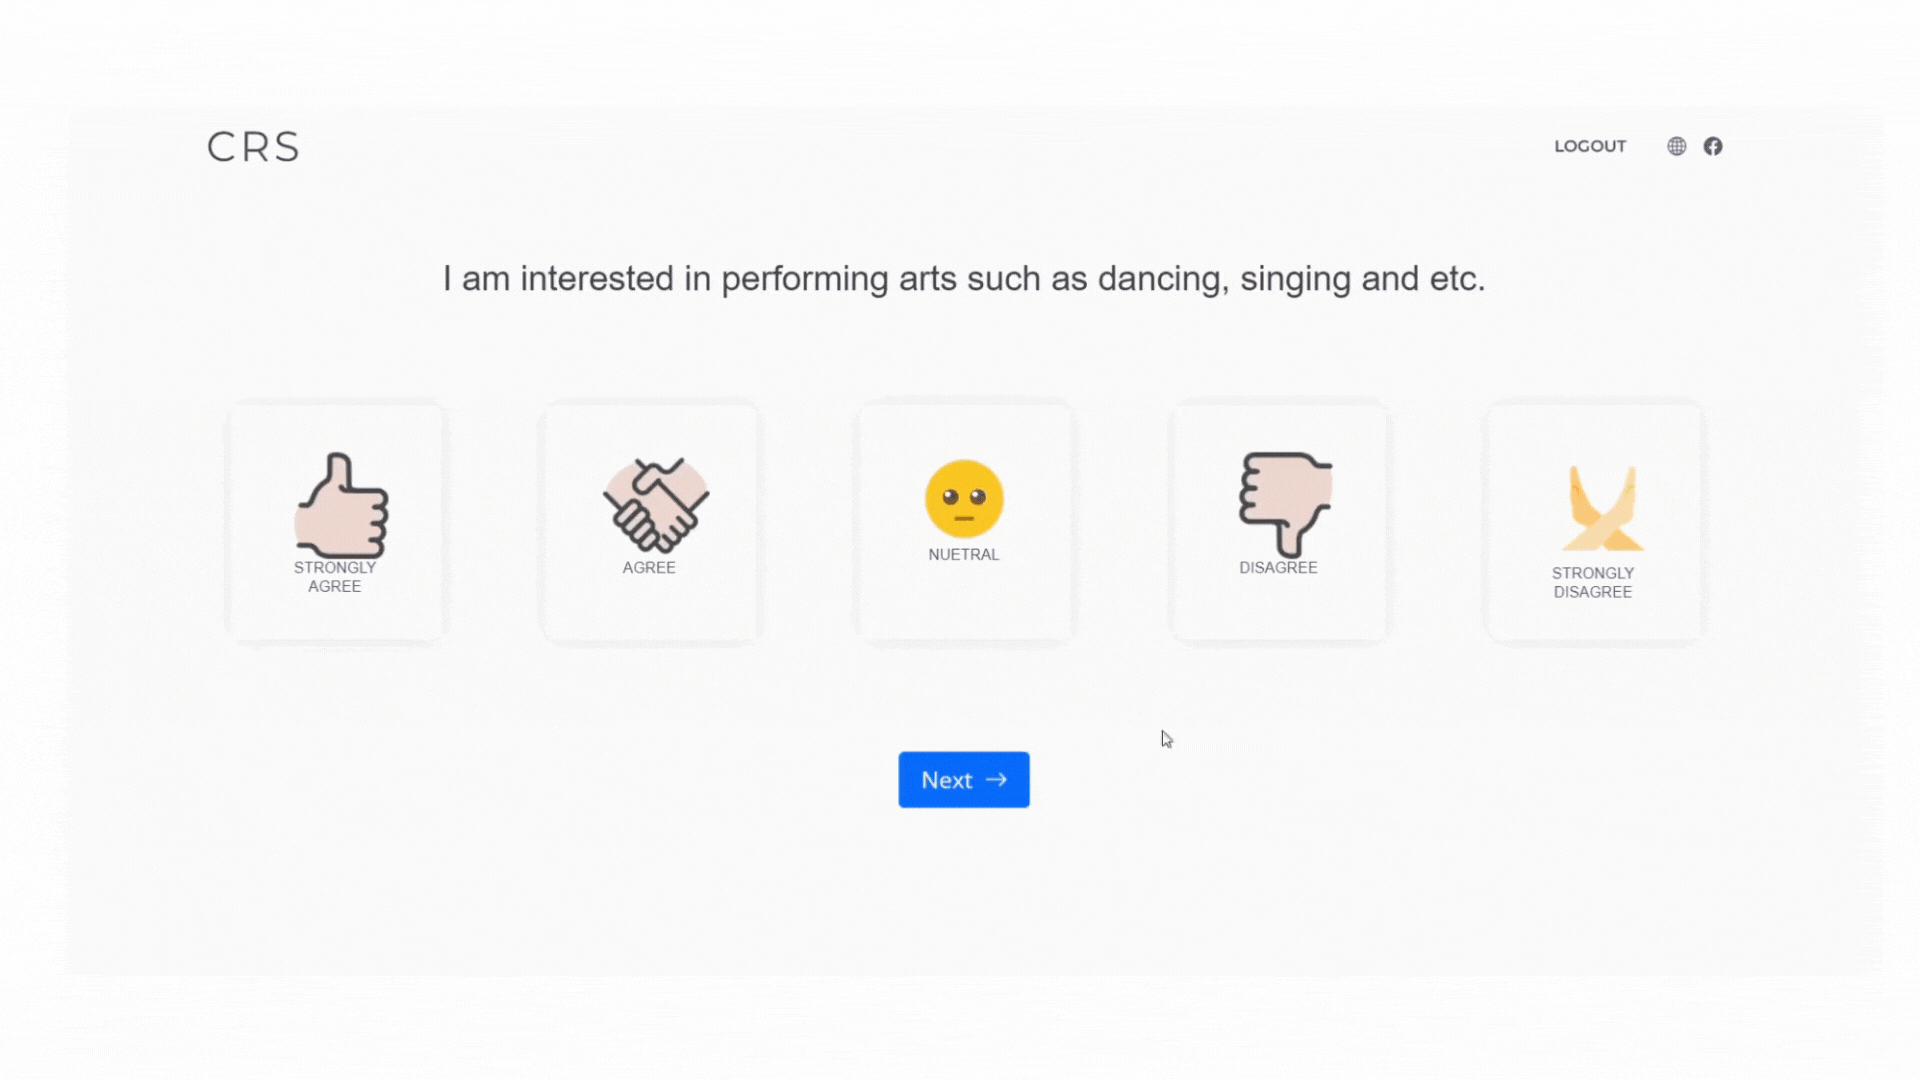 CRS
LOGOUT
I am interested in performing arts such as dancing, singing and etc.
STRONGLY
AGREE
AGREE
NUETRAL
DISAGREE
STRONGLY
DISAGREE
Next